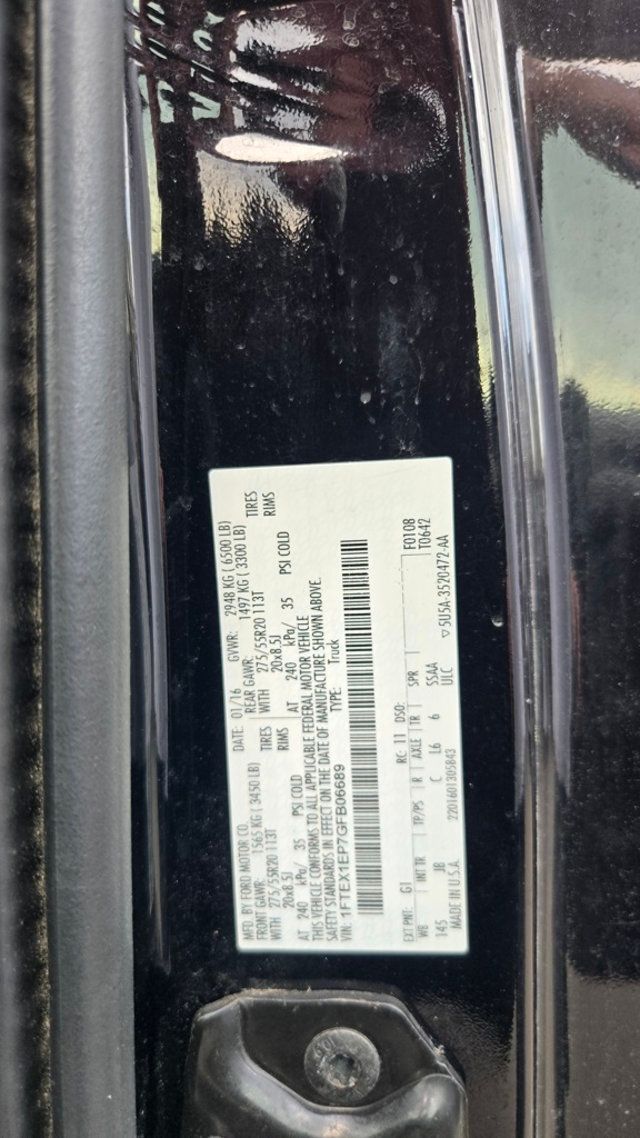 MFD. BY FORD MOTOR CO. DATE: 01/16 GVWR: 2948 KG ( 6500 LB)
FRONT GAWR: 1565 KG ( 3450 LB) REAR GAWR: 1497 KG ( 3300 LB)
WITH 275/55R20 113T TIRES WITH 275/55R20 113T TIRES
20x8.5J RIMS 20x8.5J RIMS
AT 240 kPa/ 35 PSI COLD AT 240 kPa/ 35 PSI COLD
THIS VEHICLE CONFORMS TO ALL APPLICABLE FEDERAL MOTOR VEHICLE
SAFETY STANDARDS IN EFFECT ON THE DATE OF MANUFACTURE SHOWN ABOVE.
VIN: 1FTEX1EP7GFB06689 TYPE: Truck
EXT PNT: G1 RC: 11 DSO: F0108
WB INT TR TP/PS R AXLE TR SPR T0642
145 JB C L6 6 SSAA
MADE IN U.S.A. 2201601305843 ULC ▽5U5A-3520472-AA